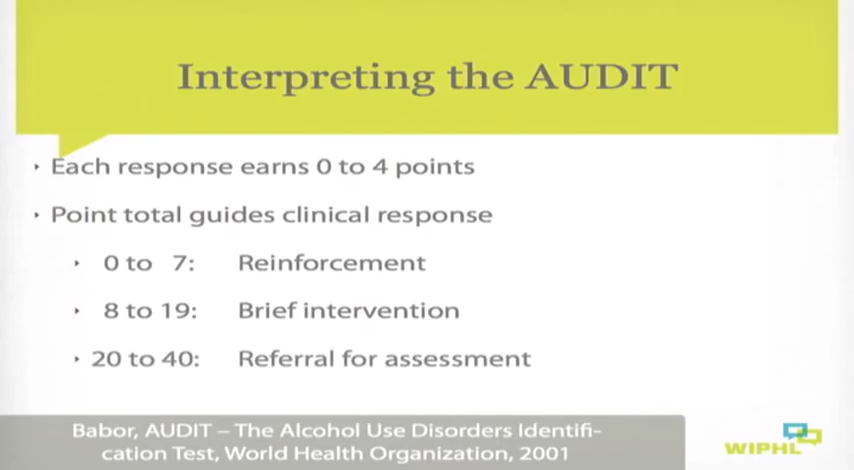 Interpreting the AUDIT
‣ Each response earns 0 to 4 points
‣ Point total guides clinical response
‣ 0 to 7: Reinforcement
‣ 8 to 19: Brief intervention
‣ 20 to 40: Referral for assessment
Babor, AUDIT – The Alcohol Use Disorders Identifi-
cation Test, World Health Organization, 2001
WIPHL